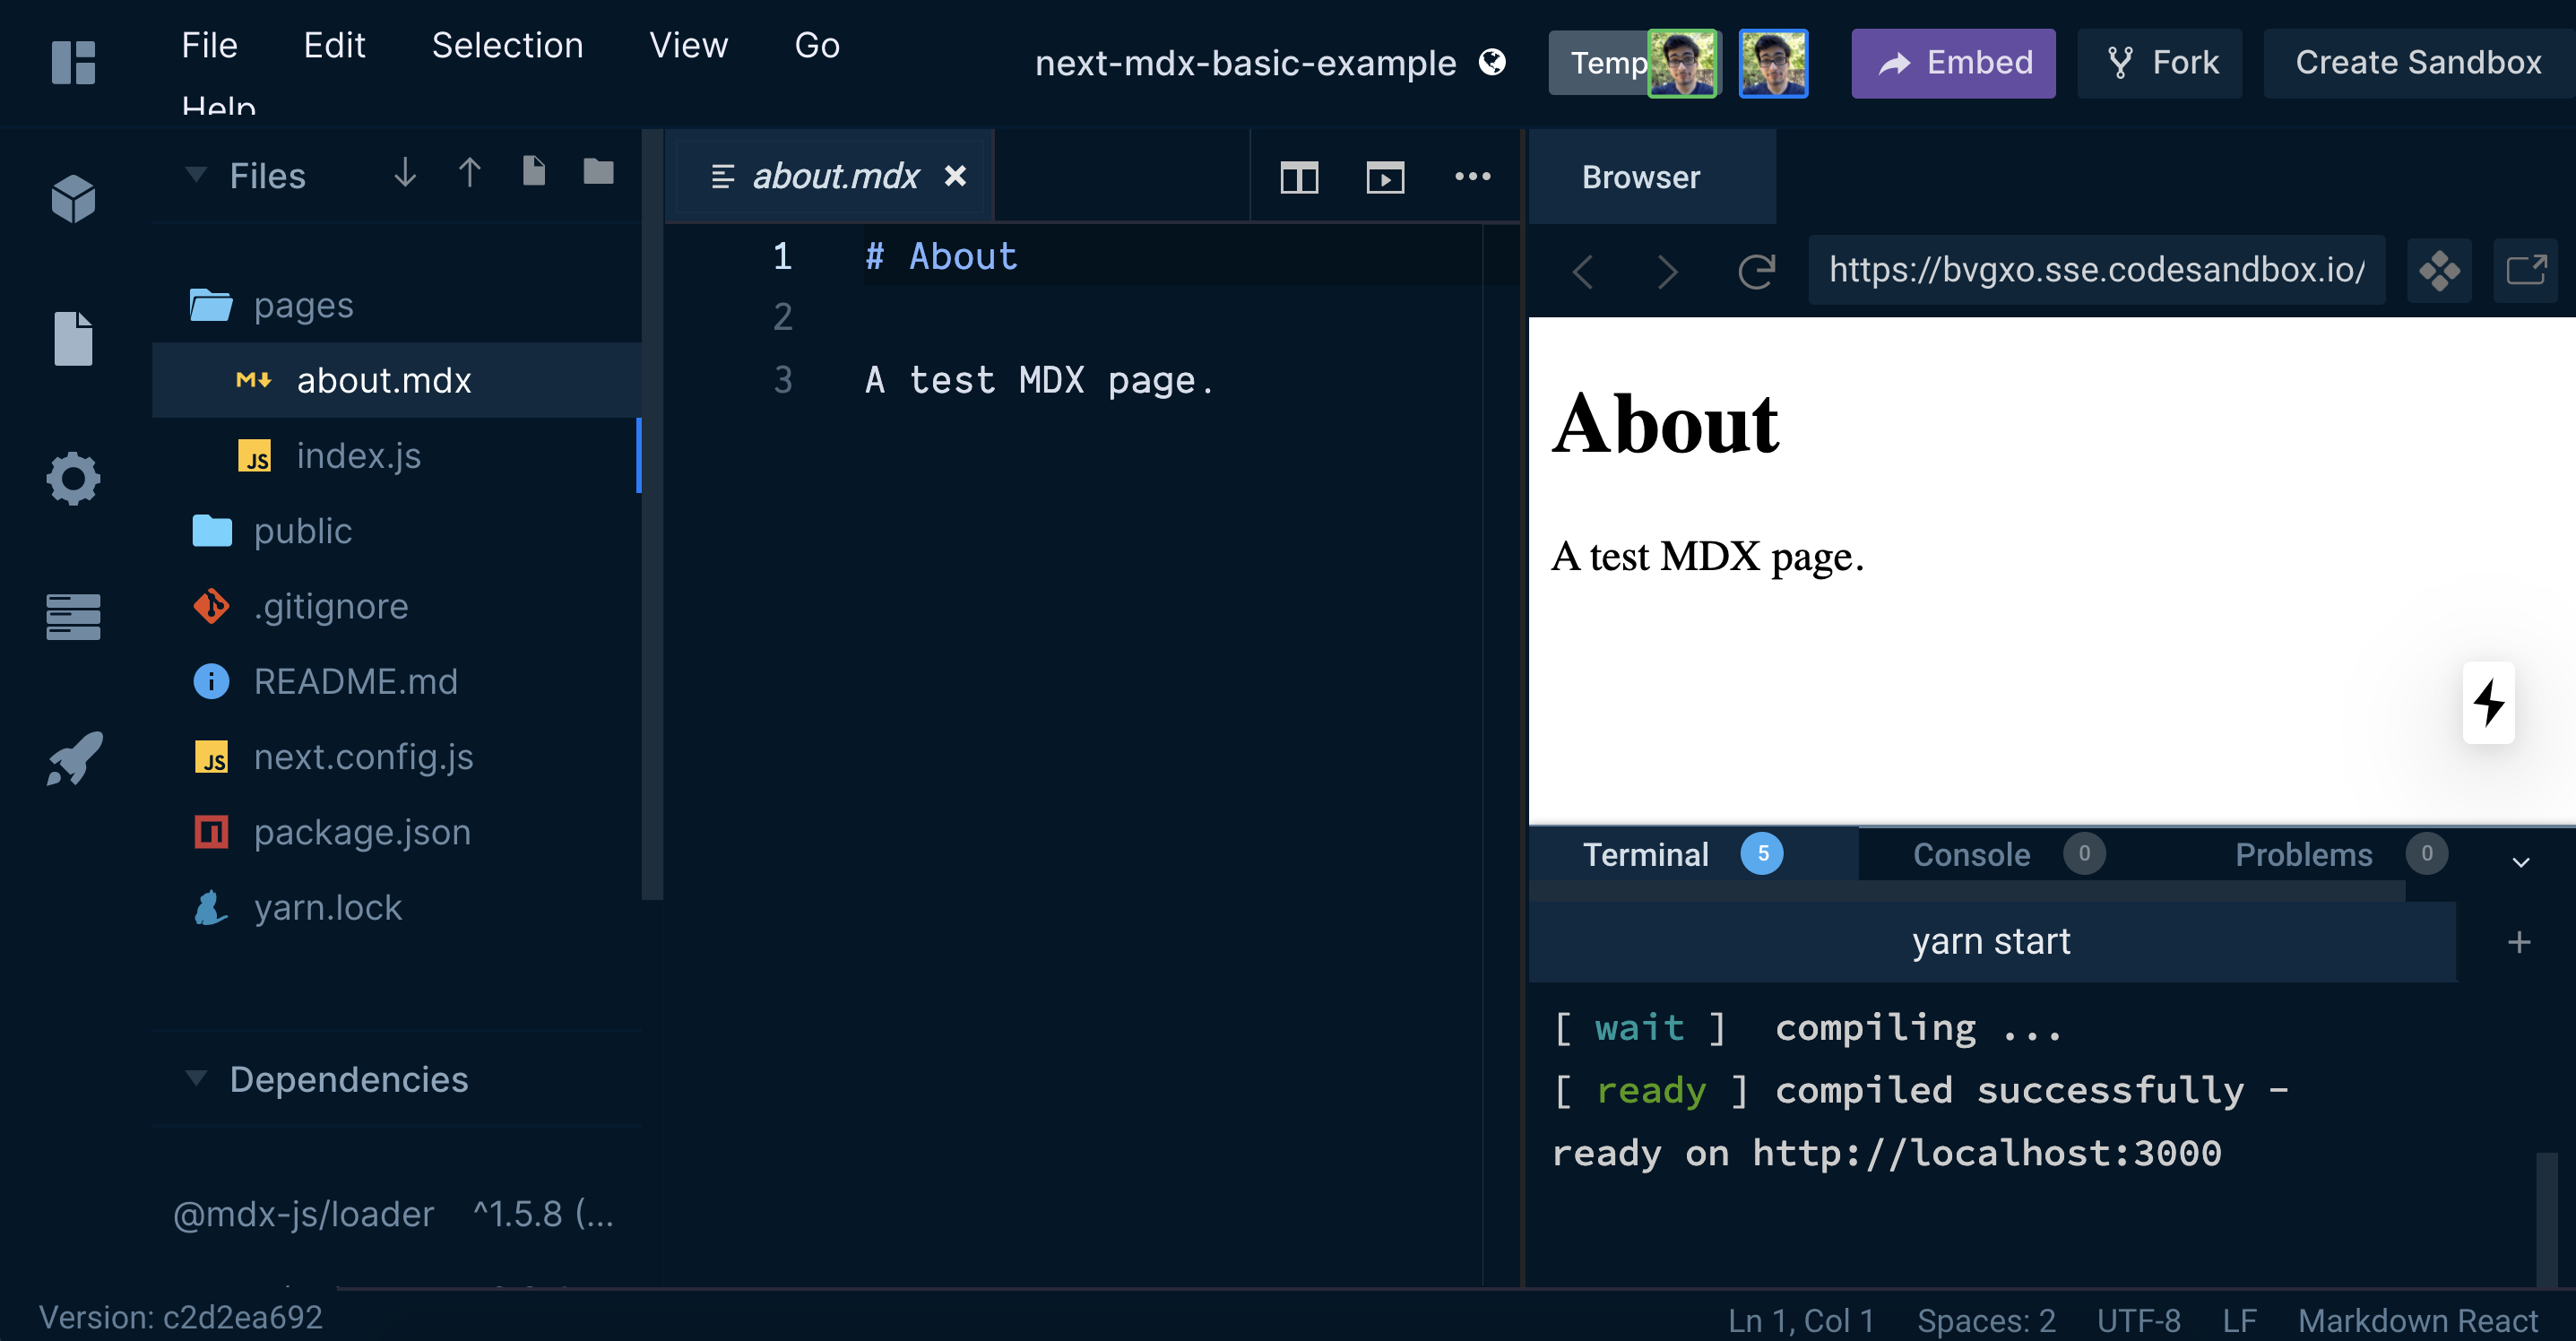 File Edit Selection View Go
Help
next-mdx-basic-example
Temp
Embed
Fork
Create Sandbox
Files
pages
about.mdx
index.js
public
.gitignore
README.md
next.config.js
package.json
yarn.lock
Dependencies
@mdx-js/loader ^1.5.8 (...
about.mdx
1 # About
2
3 A test MDX page.
Browser
https://bvgxo.sse.codesandbox.io/
About
A test MDX page.
Terminal 5 Console 0 Problems 0
yarn start
[ wait ] compiling ...
[ ready ] compiled successfully -
ready on http://localhost:3000
Version: c2d2ea692
Ln 1, Col 1 Spaces: 2 UTF-8 LF Markdown React